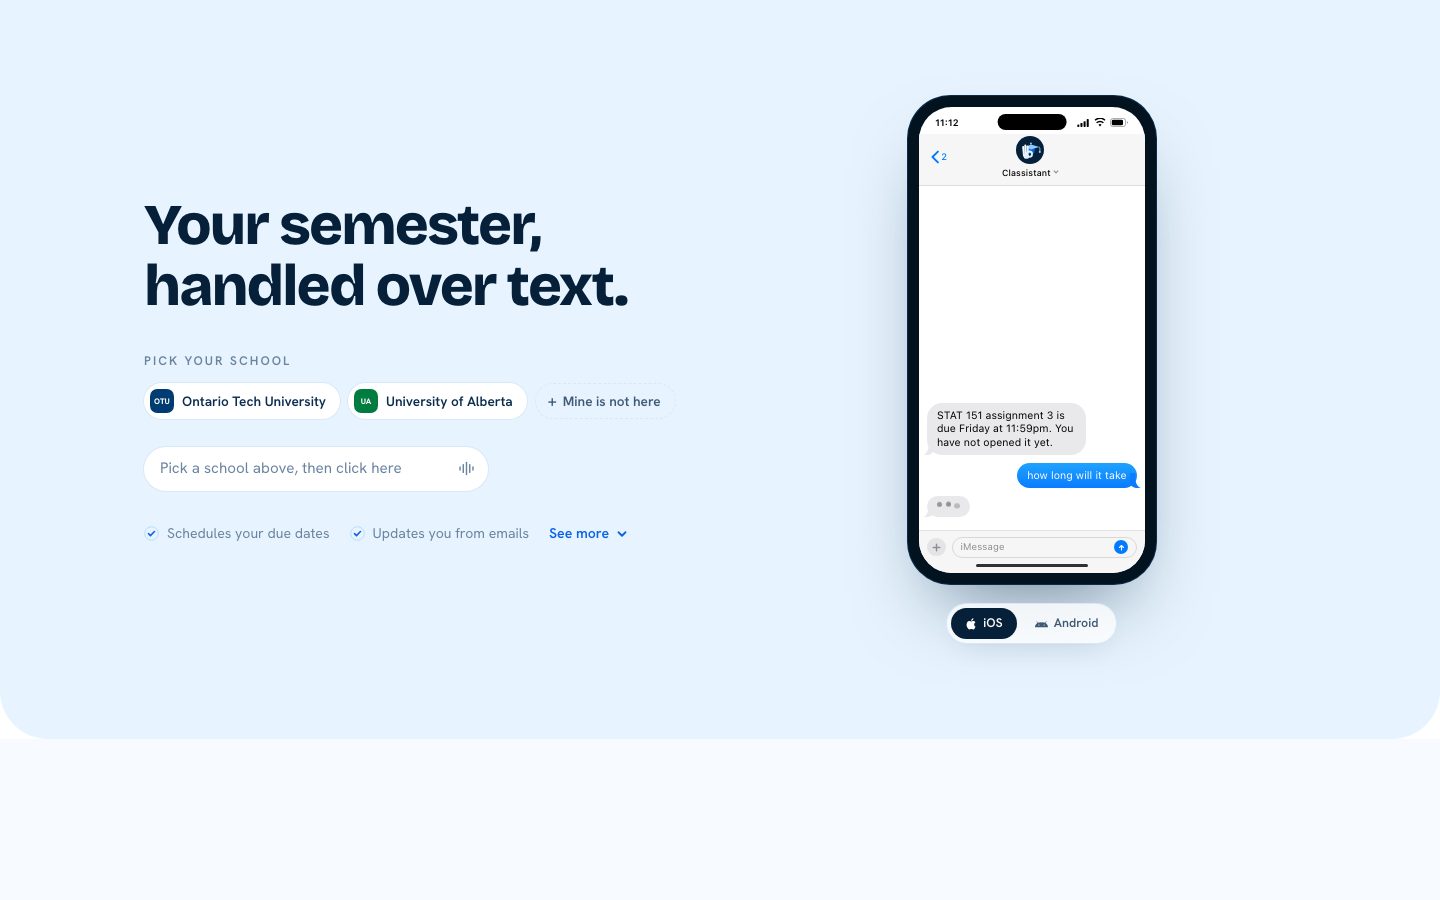 Your semester,
handled over text.
PICK YOUR SCHOOL
OTU Ontario Tech University
UA University of Alberta
+ Mine is not here
Pick a school above, then click here
Schedules your due dates
Updates you from emails
See more
11:12
2
Classistant
STAT 151 assignment 3 is
due Friday at 11:59pm. You
have not opened it yet.
how long will it take
iMessage
iOS
Android